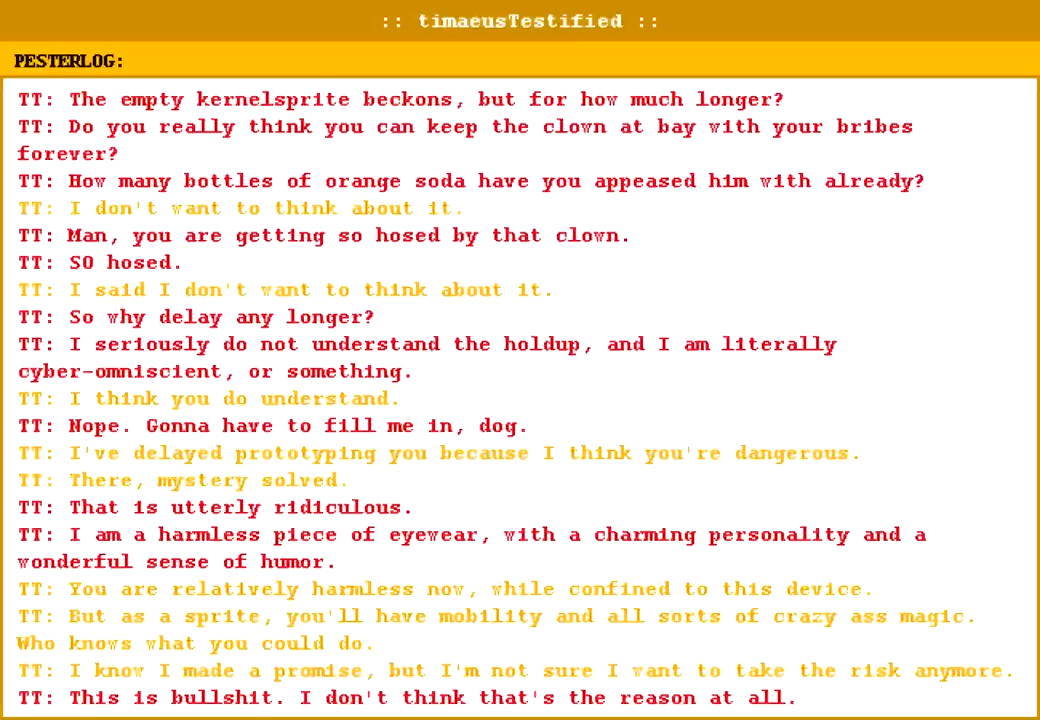 :: timaeusTestified ::
PESTERLOG:
TT: The empty kernelsprite beckons, but for how much longer?
TT: Do you really think you can keep the clown at bay with your bribes
forever?
TT: How many bottles of orange soda have you appeased him with already?
TT: I don't want to think about it.
TT: Man, you are getting so hosed by that clown.
TT: SO hosed.
TT: I said I don't want to think about it.
TT: So why delay any longer?
TT: I seriously do not understand the holdup, and I am literally
cyber-omniscient, or something.
TT: I think you do understand.
TT: Nope. Gonna have to fill me in, dog.
TT: I've delayed prototyping you because I think you're dangerous.
TT: There, mystery solved.
TT: That is utterly ridiculous.
TT: I am a harmless piece of eyewear, with a charming personality and a
wonderful sense of humor.
TT: You are relatively harmless now, while confined to this device.
TT: But as a sprite, you'll have mobility and all sorts of crazy ass magic.
Who knows what you could do.
TT: I know I made a promise, but I'm not sure I want to take the risk anymore.
TT: This is bullshit. I don't think that's the reason at all.